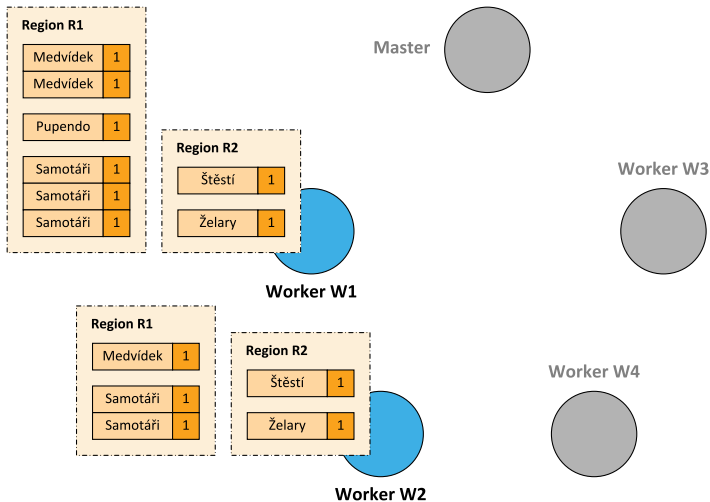 Region R1
Medvídek 1
Medvídek 1
Pupendo 1
Samotáři 1
Samotáři 1
Samotáři 1
Region R2
Štěstí 1
Želary 1
Worker W1
Master
Worker W3
Region R1
Medvídek 1
Samotáři 1
Samotáři 1
Region R2
Štěstí 1
Želary 1
Worker W2
Worker W4